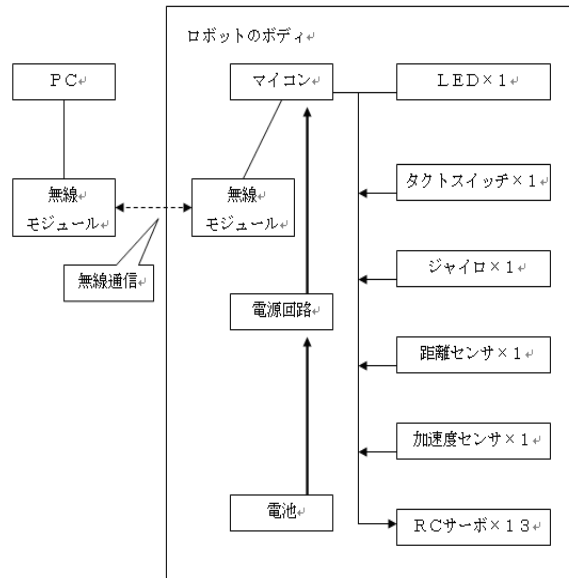 ロボットのボディ
ＰＣ
マイコン
ＬＥＤ×１
無線
モジュール
無線
モジュール
タクトスイッチ×１
無線通信
ジャイロ×１
電源回路
距離センサ×１
加速度センサ×１
電池
ＲＣサーボ×１３